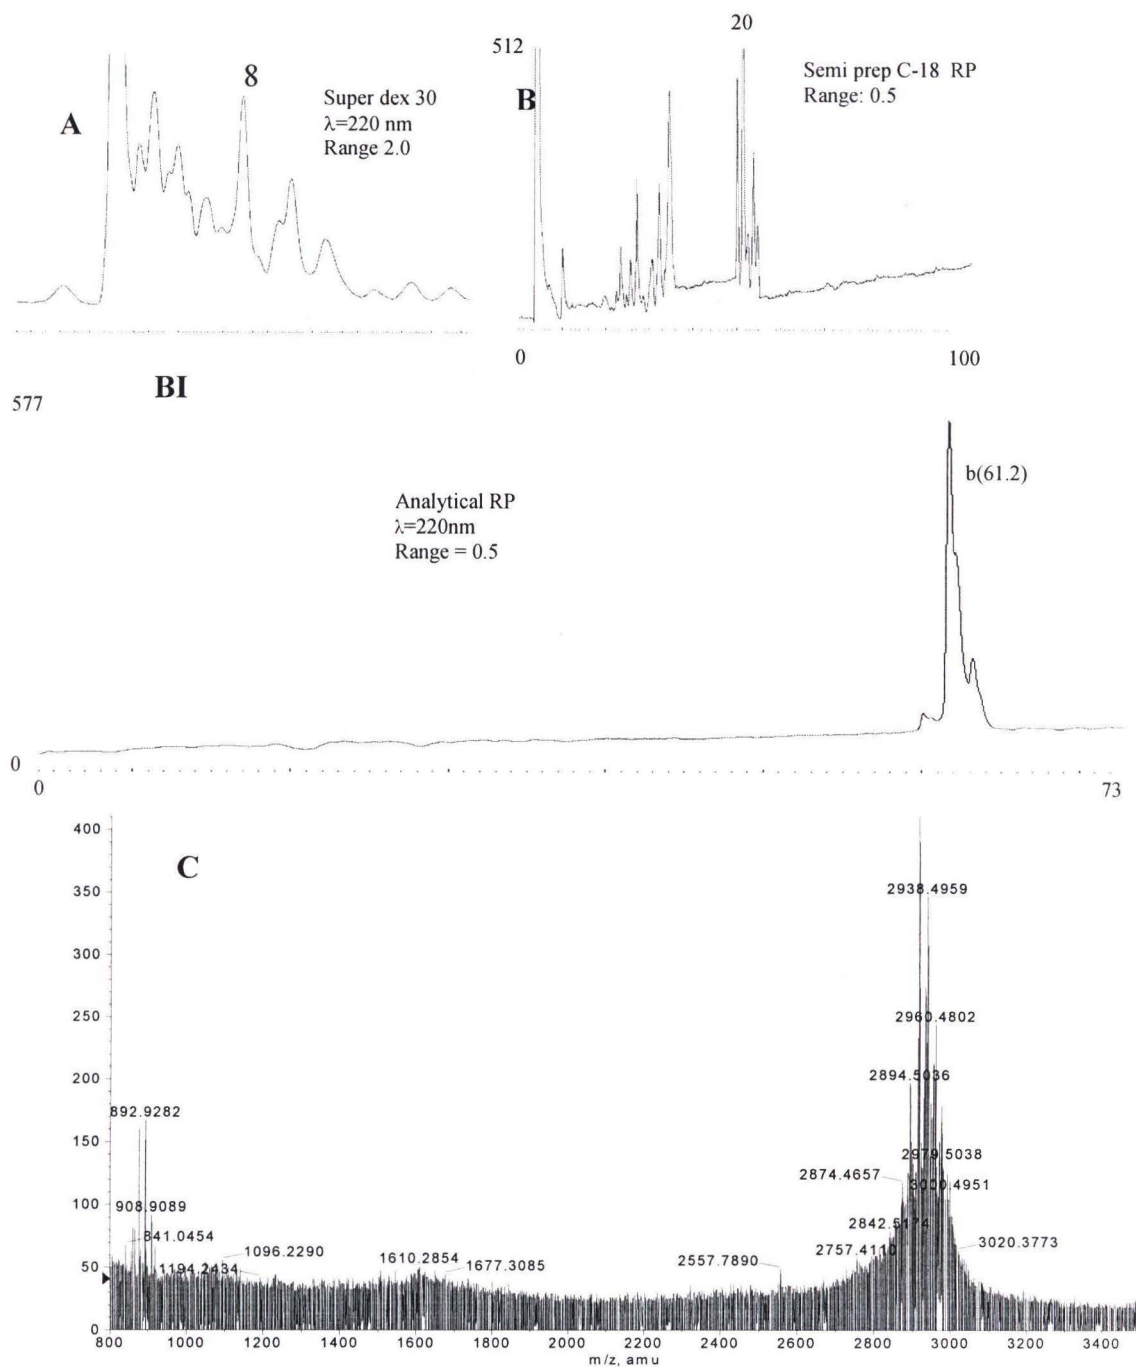 20
512
8
Semi prep C-18 RP
Range: 0.5
Super dex 30
λ=220 nm
Range 2.0
A
B
0
100
BI
577
b(61.2)
Analytical RP
λ=220nm
Range = 0.5
0
0
73
C
400
350
300
250
200
150
100
50
0
2938.4959
2960.4802
2894.5036
892.9282
2979.5038
2874.4657
3000.4951
908.9089
2842.5174
841.0454
2757.4110
3020.3773
1096.2290
1610.2854
2557.7890
1194.2434
1677.3085
800 1000 1200 1400 1600 1800 2000 2200 2400 2600 2800 3000 3200 3400
m/z, amu